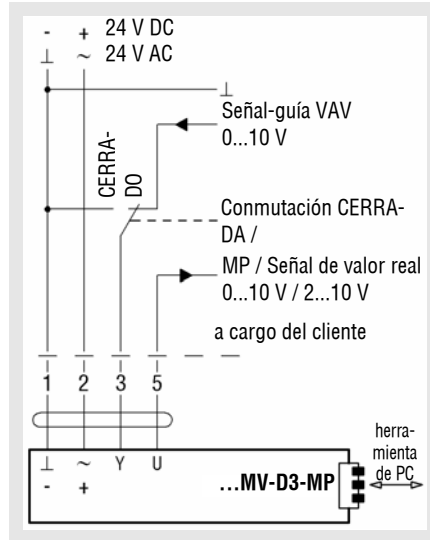 - + 24 V DC
⊥ ~ 24 V AC
⊥
Señal-guía VAV
0...10 V
CERRA-
DO
Conmutación CERRA-
DA /
MP / Señal de valor real
0...10 V / 2...10 V
a cargo del cliente
1 2 3 5
⊥ ~ Y U
- +
...MV-D3-MP
herra-
mienta
de PC